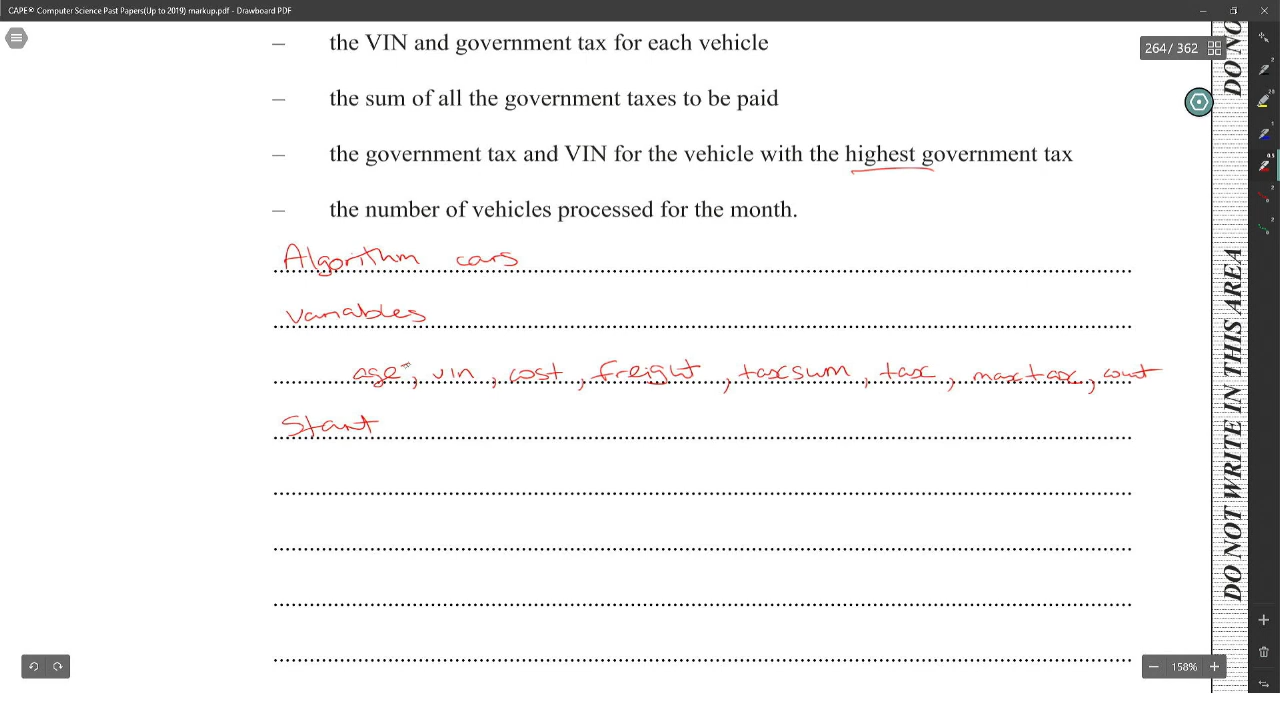 CAPE® Computer Science Past Papers(Up to 2019) markup.pdf - Drawboard PDF
264 / 362
– the VIN and government tax for each vehicle
– the sum of all the government taxes to be paid
– the government tax and VIN for the vehicle with the highest government tax
– the number of vehicles processed for the month.
Algorithm cars
variables
age, vin, cost, freight, taxsum, tax, maxtax, count
Start
DO NO
DO NOT WRITE IN THIS AREA
158%